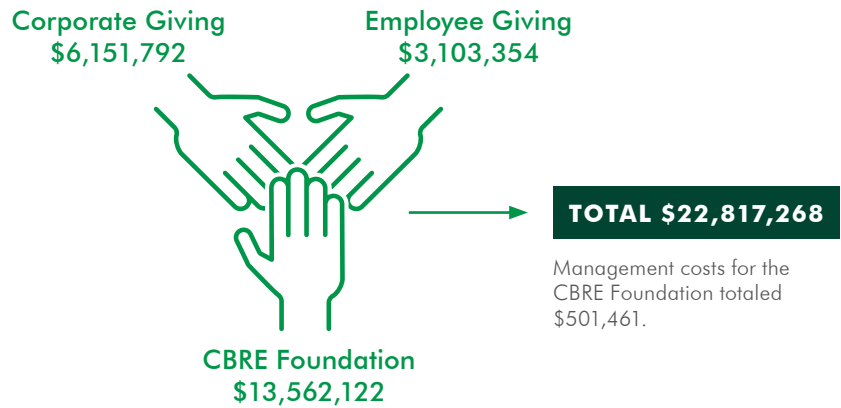 Corporate Giving
$6,151,792
Employee Giving
$3,103,354
TOTAL $22,817,268
Management costs for the
CBRE Foundation totaled
$501,461.
CBRE Foundation
$13,562,122